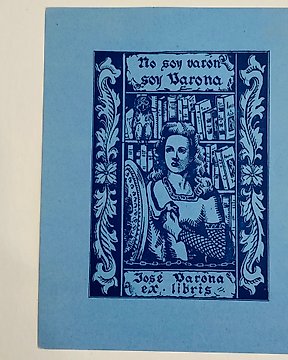 No soy varón
soy Varona
José Varona
ex-libris